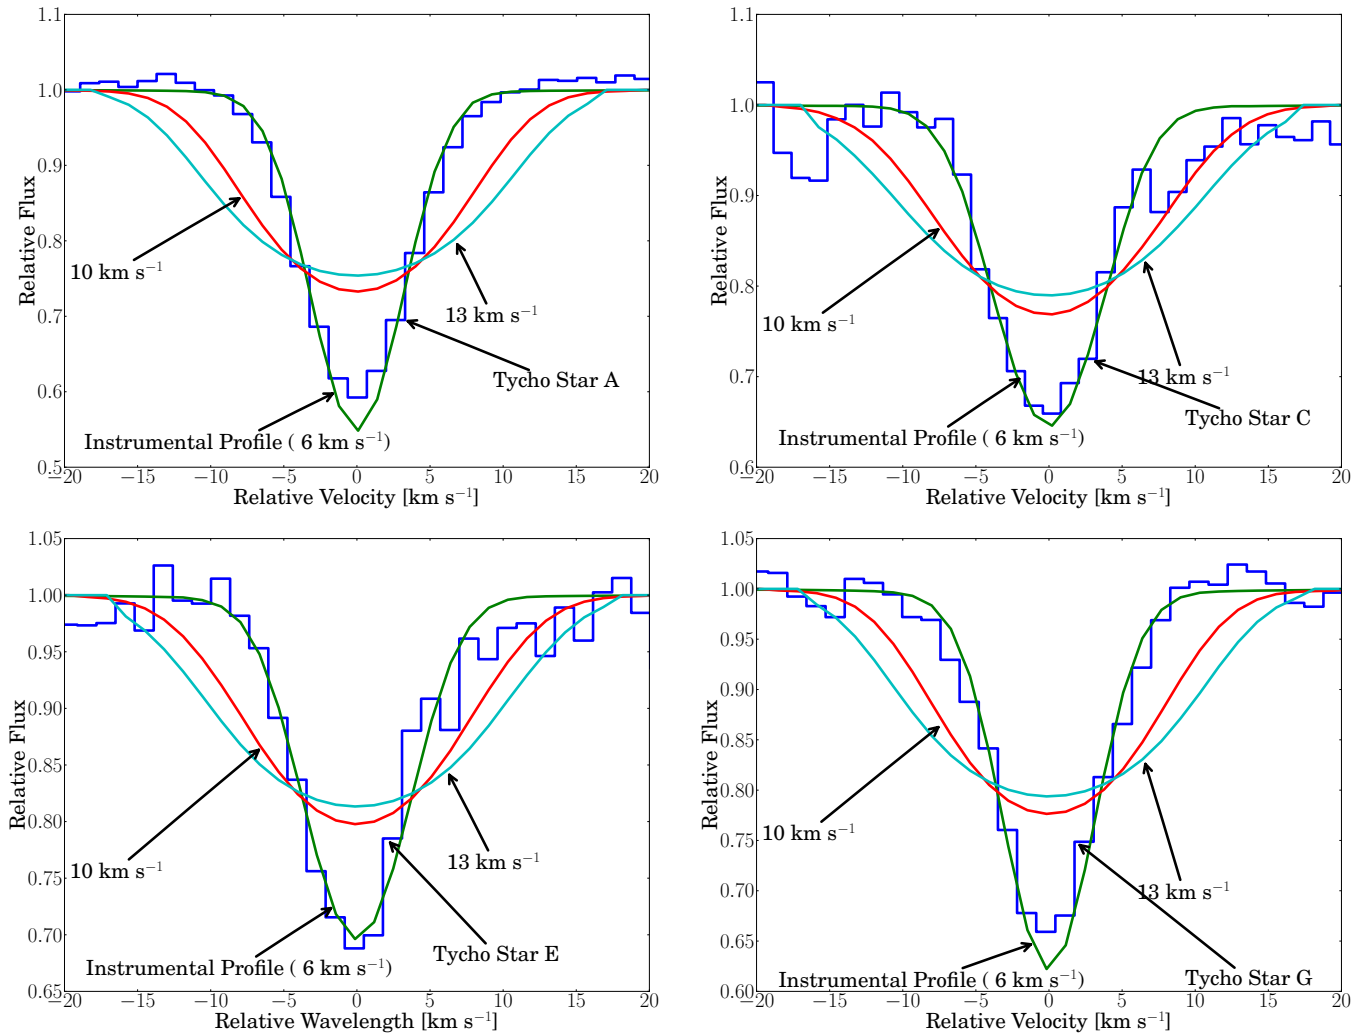 1.1
1.0
0.9
0.8
0.7
0.6
0.5
Relative Flux
−20 −15 −10 −5 0 5 10 15 20
Relative Velocity [km s−1]
10 km s−1
13 km s−1
Tycho Star A
Instrumental Profile ( 6 km s−1)
1.1
1.0
0.9
0.8
0.7
0.6
Relative Flux
−20 −15 −10 −5 0 5 10 15 20
Relative Velocity [km s−1]
10 km s−1
13 km s−1
Tycho Star C
Instrumental Profile ( 6 km s−1)
1.05
1.00
0.95
0.90
0.85
0.80
0.75
0.70
0.65
Relative Flux
−20 −15 −10 −5 0 5 10 15 20
Relative Wavelength [km s−1]
10 km s−1
13 km s−1
Tycho Star E
Instrumental Profile ( 6 km s−1)
1.05
1.00
0.95
0.90
0.85
0.80
0.75
0.70
0.65
0.60
Relative Flux
−20 −15 −10 −5 0 5 10 15 20
Relative Velocity [km s−1]
10 km s−1
13 km s−1
Tycho Star G
Instrumental Profile ( 6 km s−1)